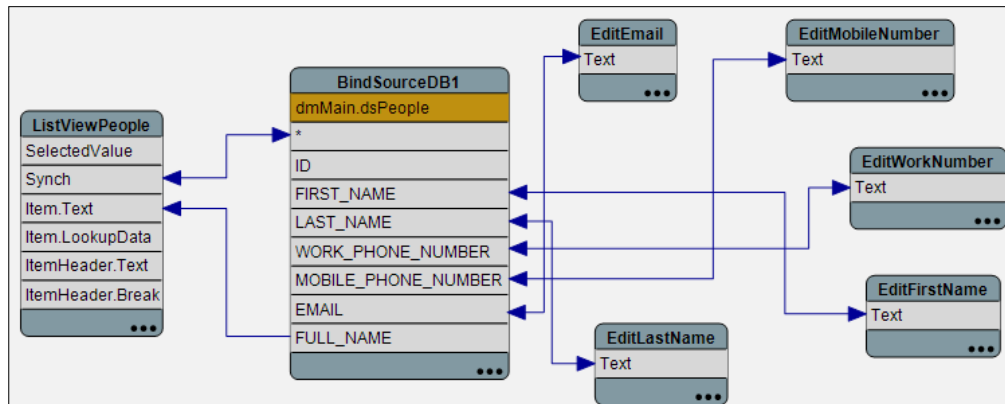 ListViewPeople
SelectedValue
Synch
Item.Text
Item.LookupData
ItemHeader.Text
ItemHeader.Break
BindSourceDB1
dmMain.dsPeople
*
ID
FIRST_NAME
LAST_NAME
WORK_PHONE_NUMBER
MOBILE_PHONE_NUMBER
EMAIL
FULL_NAME
EditEmail
Text
EditMobileNumber
Text
EditWorkNumber
Text
EditFirstName
Text
EditLastName
Text